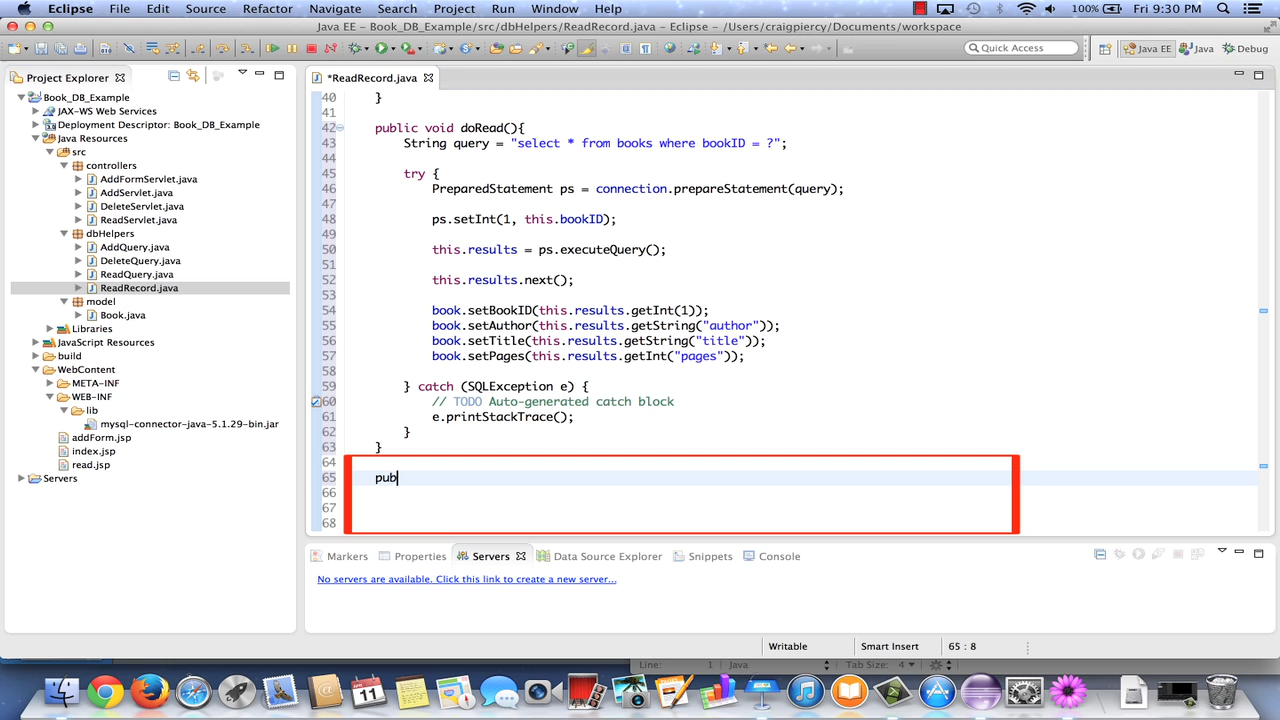 Eclipse File Edit Source Refactor Navigate Search Project Run Window Help 100% Fri 9:30 PM
Java EE - Book_DB_Example/src/dbHelpers/ReadRecord.java - Eclipse - /Users/craigpiercy/Documents/workspace
Quick Access Java EE Java Debug
Project Explorer
*ReadRecord.java
Book_DB_Example
JAX-WS Web Services
Deployment Descriptor: Book_DB_Example
Java Resources
src
controllers
AddFormServlet.java
AddServlet.java
DeleteServlet.java
ReadServlet.java
dbHelpers
AddQuery.java
DeleteQuery.java
ReadQuery.java
ReadRecord.java
model
Book.java
Libraries
JavaScript Resources
build
WebContent
META-INF
WEB-INF
lib
mysql-connector-java-5.1.29-bin.jar
addForm.jsp
index.jsp
read.jsp
Servers
40 }
41
42 public void doRead(){
43 String query = "select * from books where bookID = ?";
44
45 try {
46 PreparedStatement ps = connection.prepareStatement(query);
47
48 ps.setInt(1, this.bookID);
49
50 this.results = ps.executeQuery();
51
52 this.results.next();
53
54 book.setBookID(this.results.getInt(1));
55 book.setAuthor(this.results.getString("author"));
56 book.setTitle(this.results.getString("title"));
57 book.setPages(this.results.getInt("pages"));
58
59 } catch (SQLException e) {
60 // TODO Auto-generated catch block
61 e.printStackTrace();
62 }
63 }
64
65 pub
66
67
68
Markers Properties Servers Data Source Explorer Snippets Console
No servers are available. Click this link to create a new server...
Writable Smart Insert 65 : 8
Line: 1 Java Tab Size: 4
APR 11